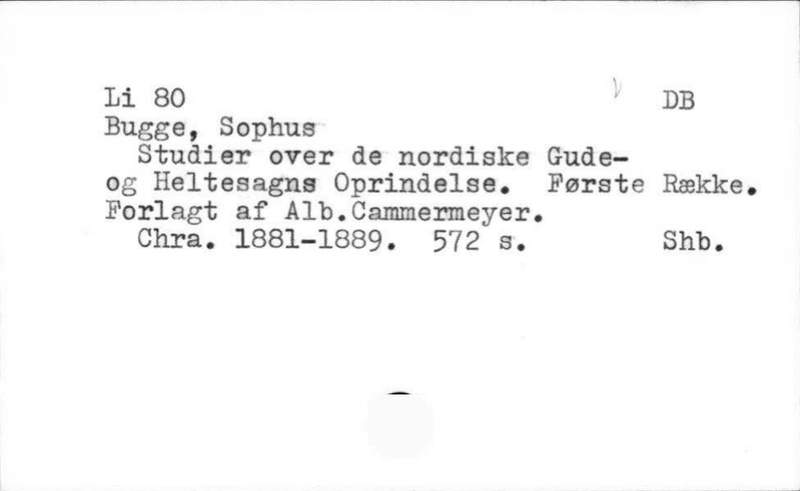 Li 80 DB
Bugge, Sophus
Studier over de nordiske Gude-
og Heltesagns Oprindelse. Første Række.
Forlagt af Alb.Cammermeyer.
Chra. 1881-1889. 572 s. Shb.